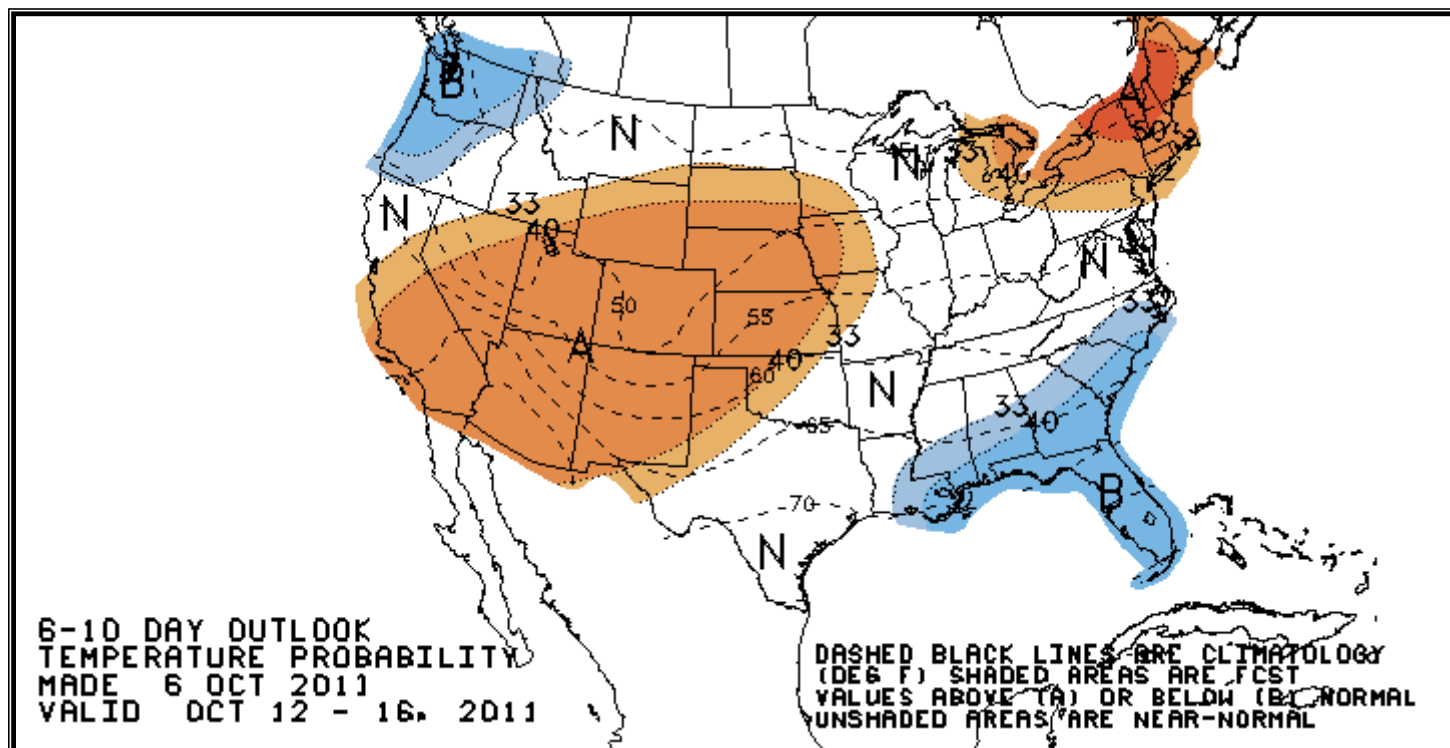 B
A
50
N
N
33
40
33
40
N
N
33
50
55
A
33
40
60
N
33
40
65
B
70
N
6-10 DAY OUTLOOK
TEMPERATURE PROBABILITY
MADE 6 OCT 2011
VALID OCT 12 - 16, 2011
DASHED BLACK LINES ARE CLIMATOLOGY
(DEG F) SHADED AREAS ARE FCST
VALUES ABOVE (A) OR BELOW (B) NORMAL
UNSHADED AREAS ARE NEAR-NORMAL